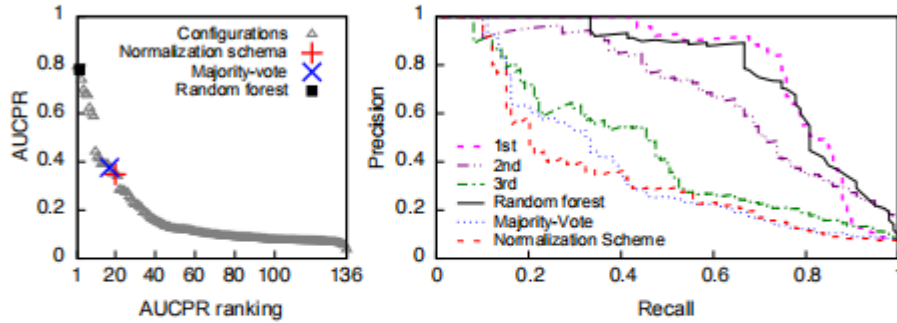 Configurations
Normalization schema
Majority-vote
Random forest
1
0.8
0.6
0.4
0.2
0
AUCPR
1 20 40 60 80 100 136
AUCPR ranking
1
0.8
0.6
0.4
0.2
0
Precision
1st
2nd
3rd
Random forest
Majority-Vote
Normalization Scheme
0 0.2 0.4 0.6 0.8 1
Recall